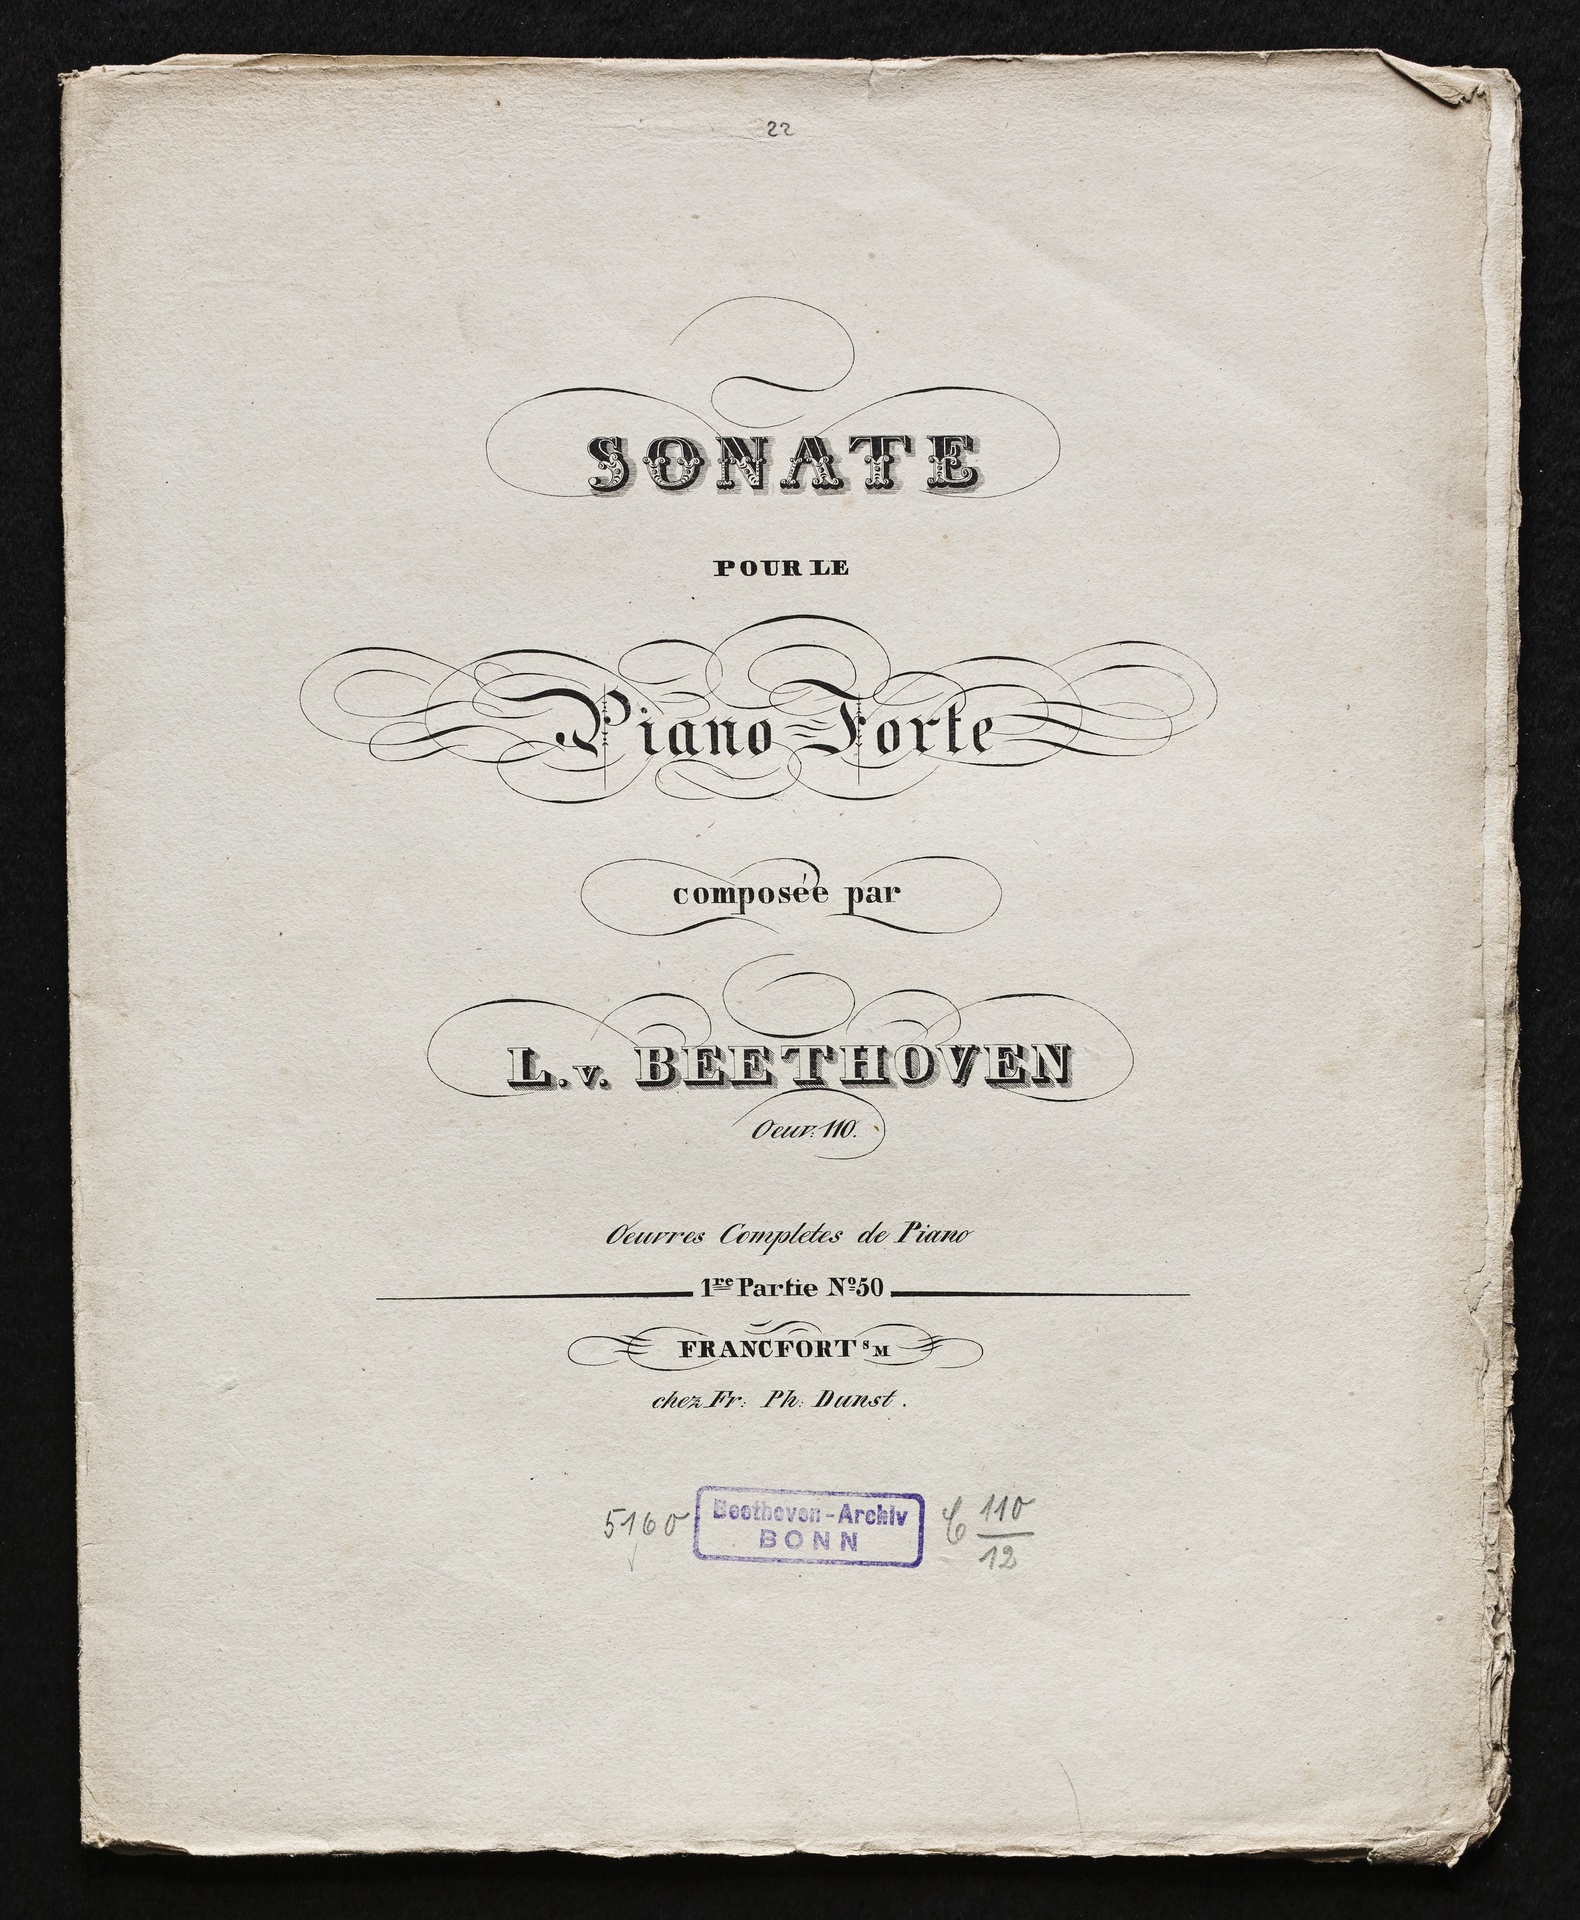 22
SONATE
POUR LE
Piano-Forte
composée par
L. v. BEETHOVEN
Oeuv: 110.
Oeuvres Completes de Piano
1re Partie No. 50
FRANCFORT s M
chez Fr: Ph: Dunst.
5160 Beethoven-Archiv C 110/12
BONN